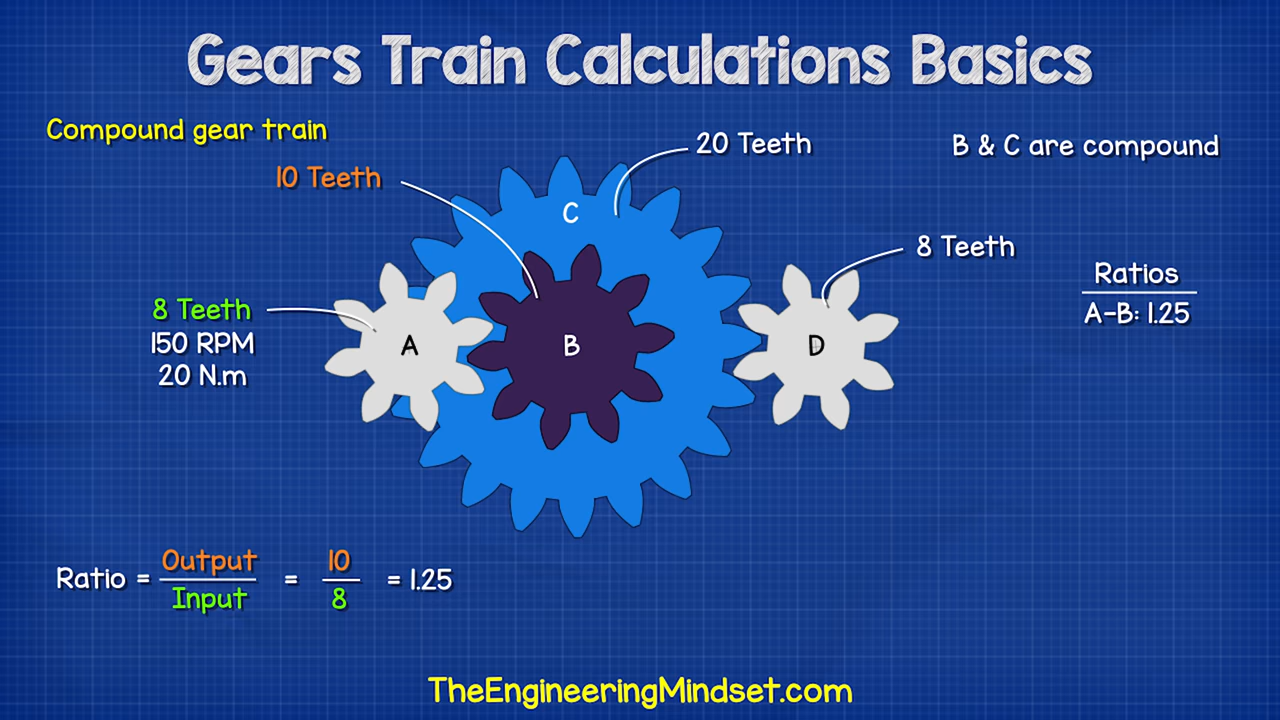 Gears Train Calculations Basics
Compound gear train
10 Teeth
20 Teeth
B & C are compound
C
8 Teeth
Ratios
A-B: 1.25
8 Teeth
150 RPM
20 N.m
A
B
D
Ratio = Output / Input = 10 / 8 = 1.25
TheEngineeringMindset.com